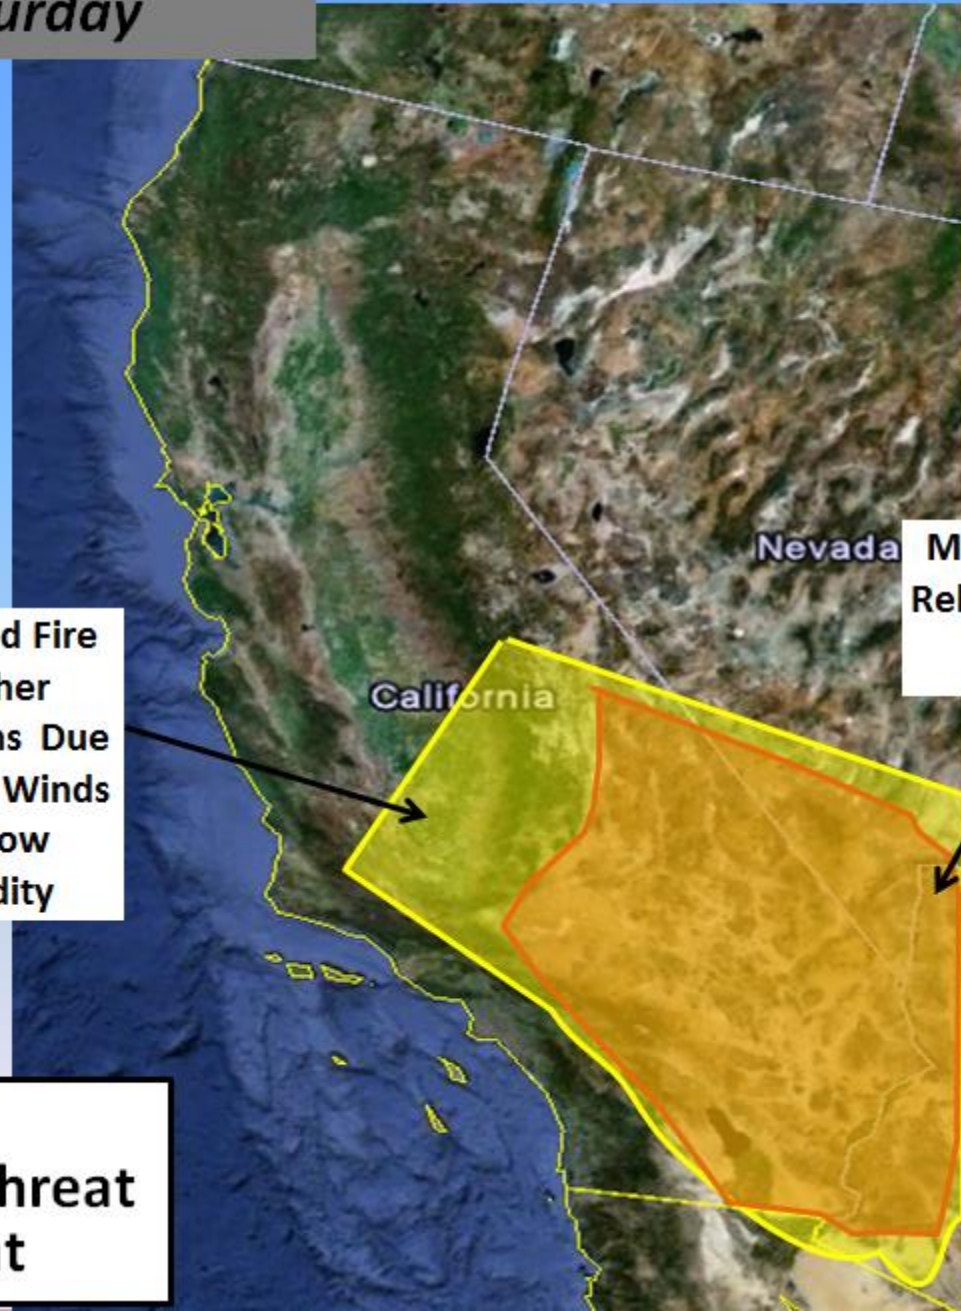 urday
Nevada
M
Rel
d Fire
her
ns Due
Winds
ow
dity
California
hreat
t